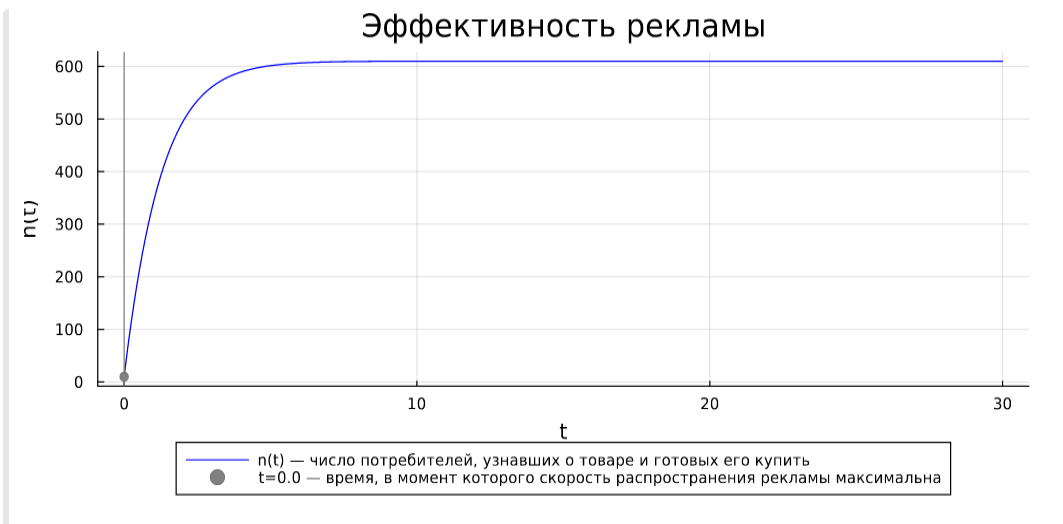 Эффективность рекламы
600
500
400
300
200
100
0
n(t)
0 10 20 30
t
n(t) — число потребителей, узнавших о товаре и готовых его купить
t=0.0 — время, в момент которого скорость распространения рекламы максимальна